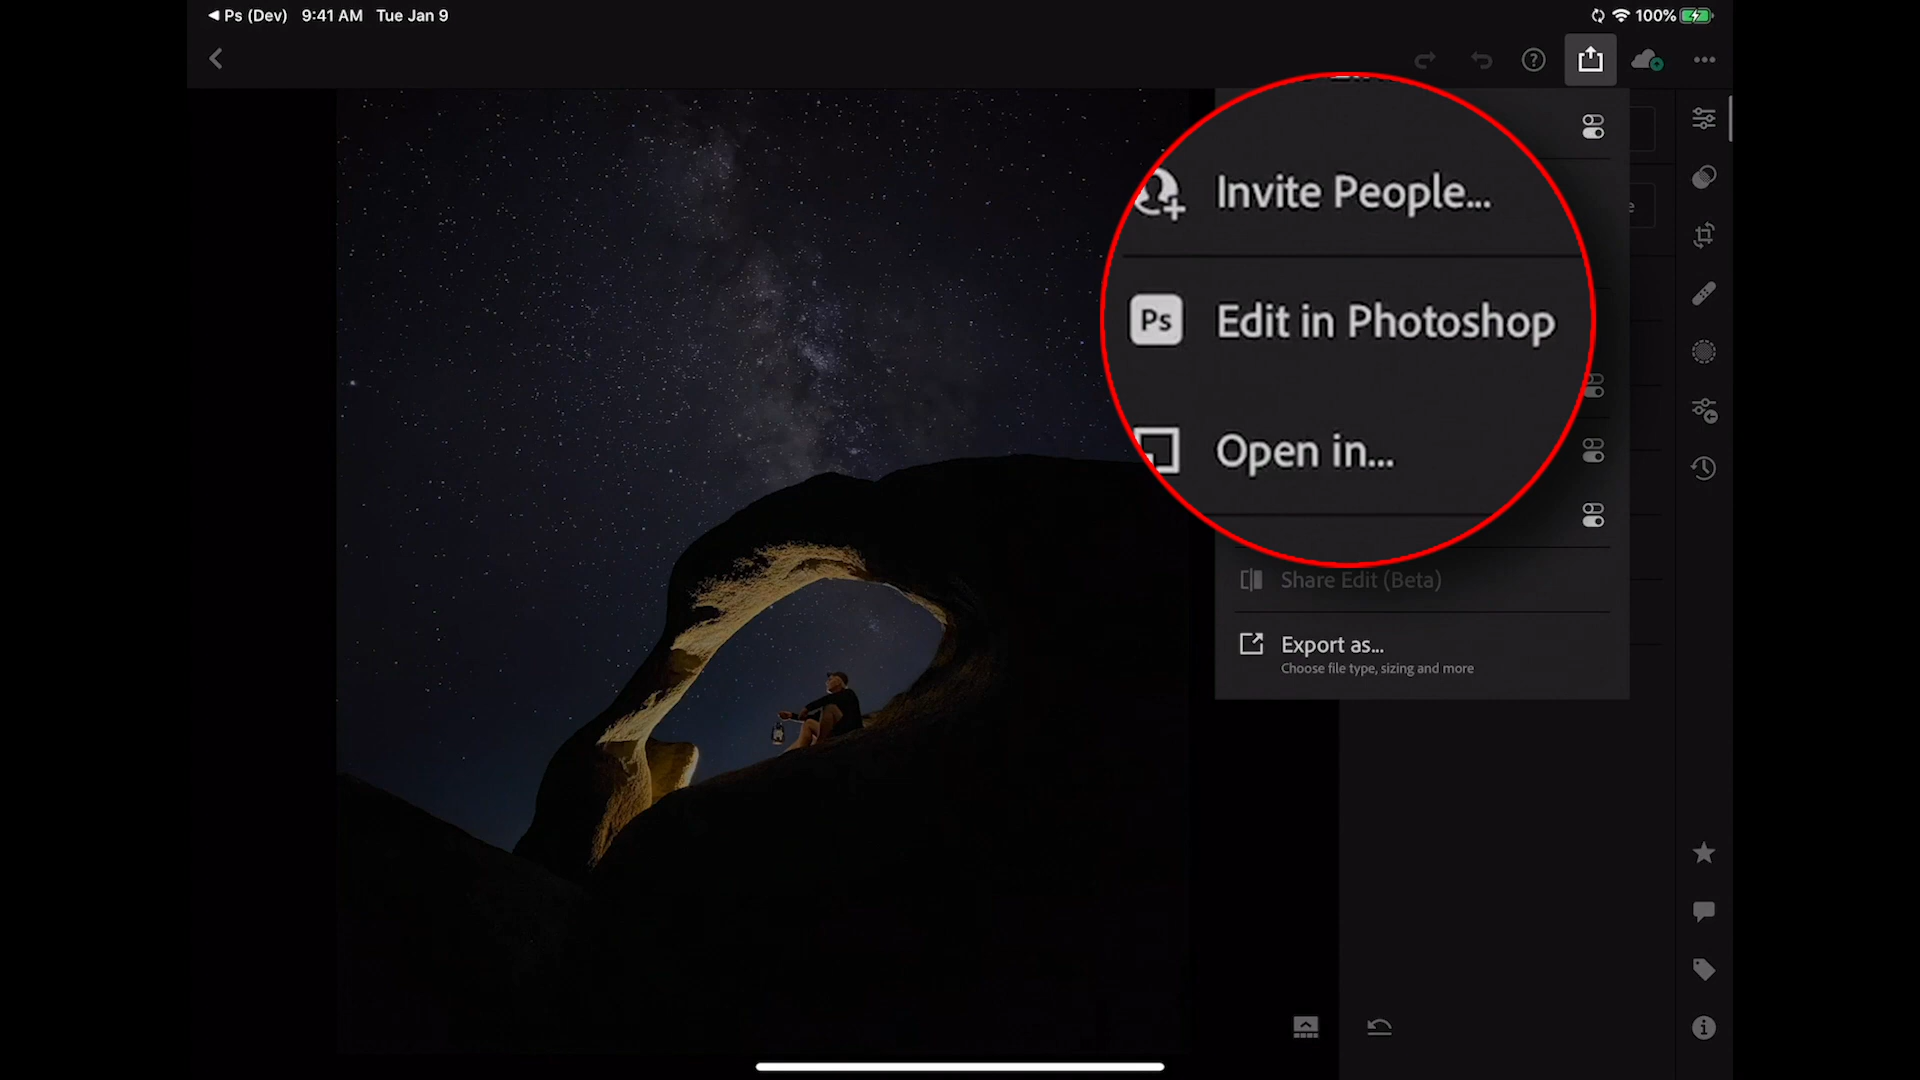 Ps (Dev) 9:41 AM Tue Jan 9
100%
Invite People...
Ps Edit in Photoshop
Open in...
Share Edit (Beta)
Export as...
Choose file type, sizing and more